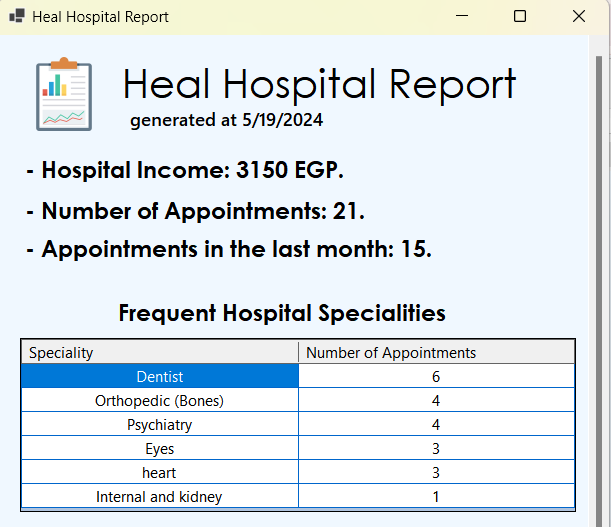 Heal Hospital Report
Heal Hospital Report
generated at 5/19/2024
- Hospital Income: 3150 EGP.
- Number of Appointments: 21.
- Appointments in the last month: 15.
Frequent Hospital Specialities
Speciality Number of Appointments
Dentist 6
Orthopedic (Bones) 4
Psychiatry 4
Eyes 3
heart 3
Internal and kidney 1